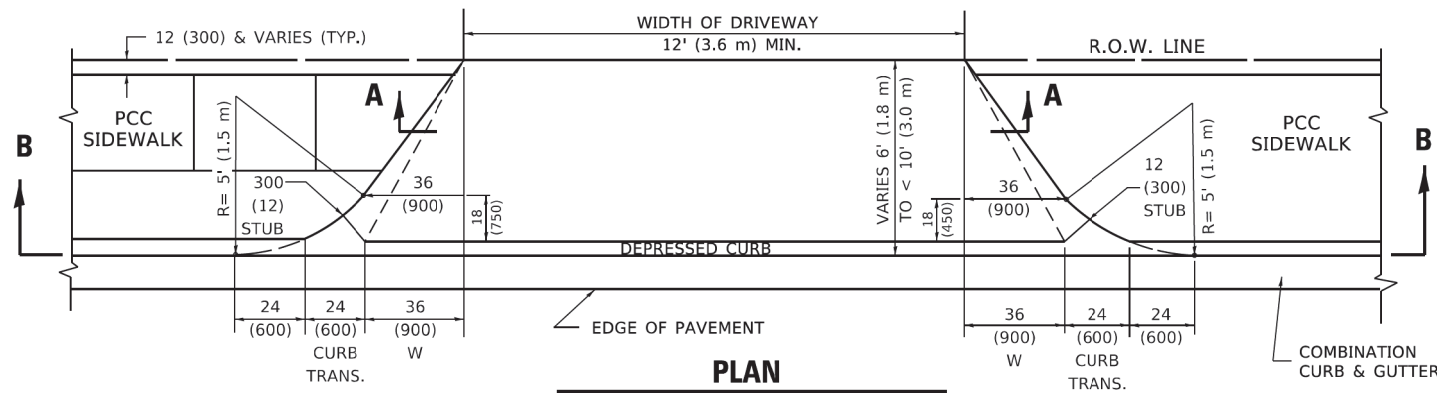 WIDTH OF DRIVEWAY
12' (3.6 m) MIN.
12 (300) & VARIES (TYP.)
R.O.W. LINE
A
A
PCC
SIDEWALK
PCC
SIDEWALK
B
B
R= 5' (1.5 m)
300
(12)
STUB
36
(900)
18
(750)
VARIES 6' (1.8 m)
TO < 10' (3.0 m)
36
(900)
18
(450)
12
(300)
STUB
R= 5' (1.5 m)
DEPRESSED CURB
24
(600)
24
(600)
CURB
TRANS.
36
(900)
W
EDGE OF PAVEMENT
36
(900)
W
24
(600)
CURB
TRANS.
24
(600)
COMBINATION
CURB & GUTTER
PLAN